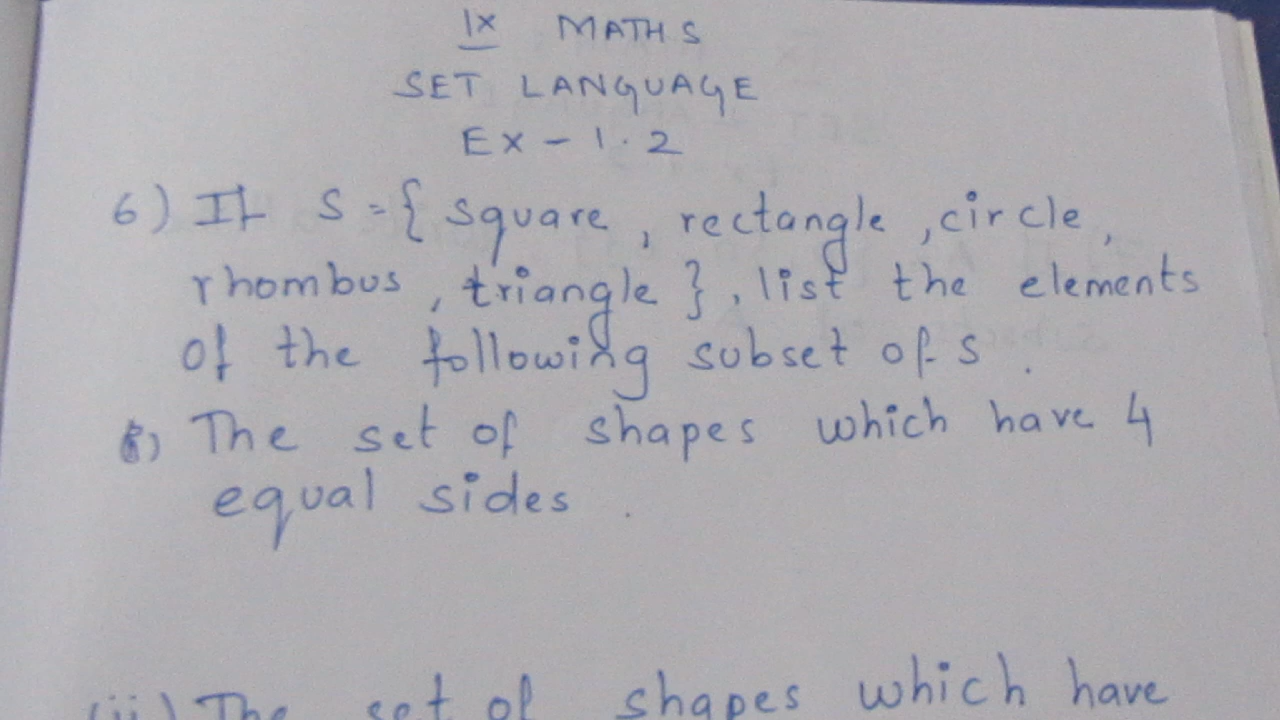 IX MATHS
SET LANGUAGE
EX - 1.2
6) If S = { square , rectangle , circle ,
rhombus , triangle } , list the elements
of the following subset of S .
i) The set of shapes which have 4
equal sides .
(ii) The set of shapes which have